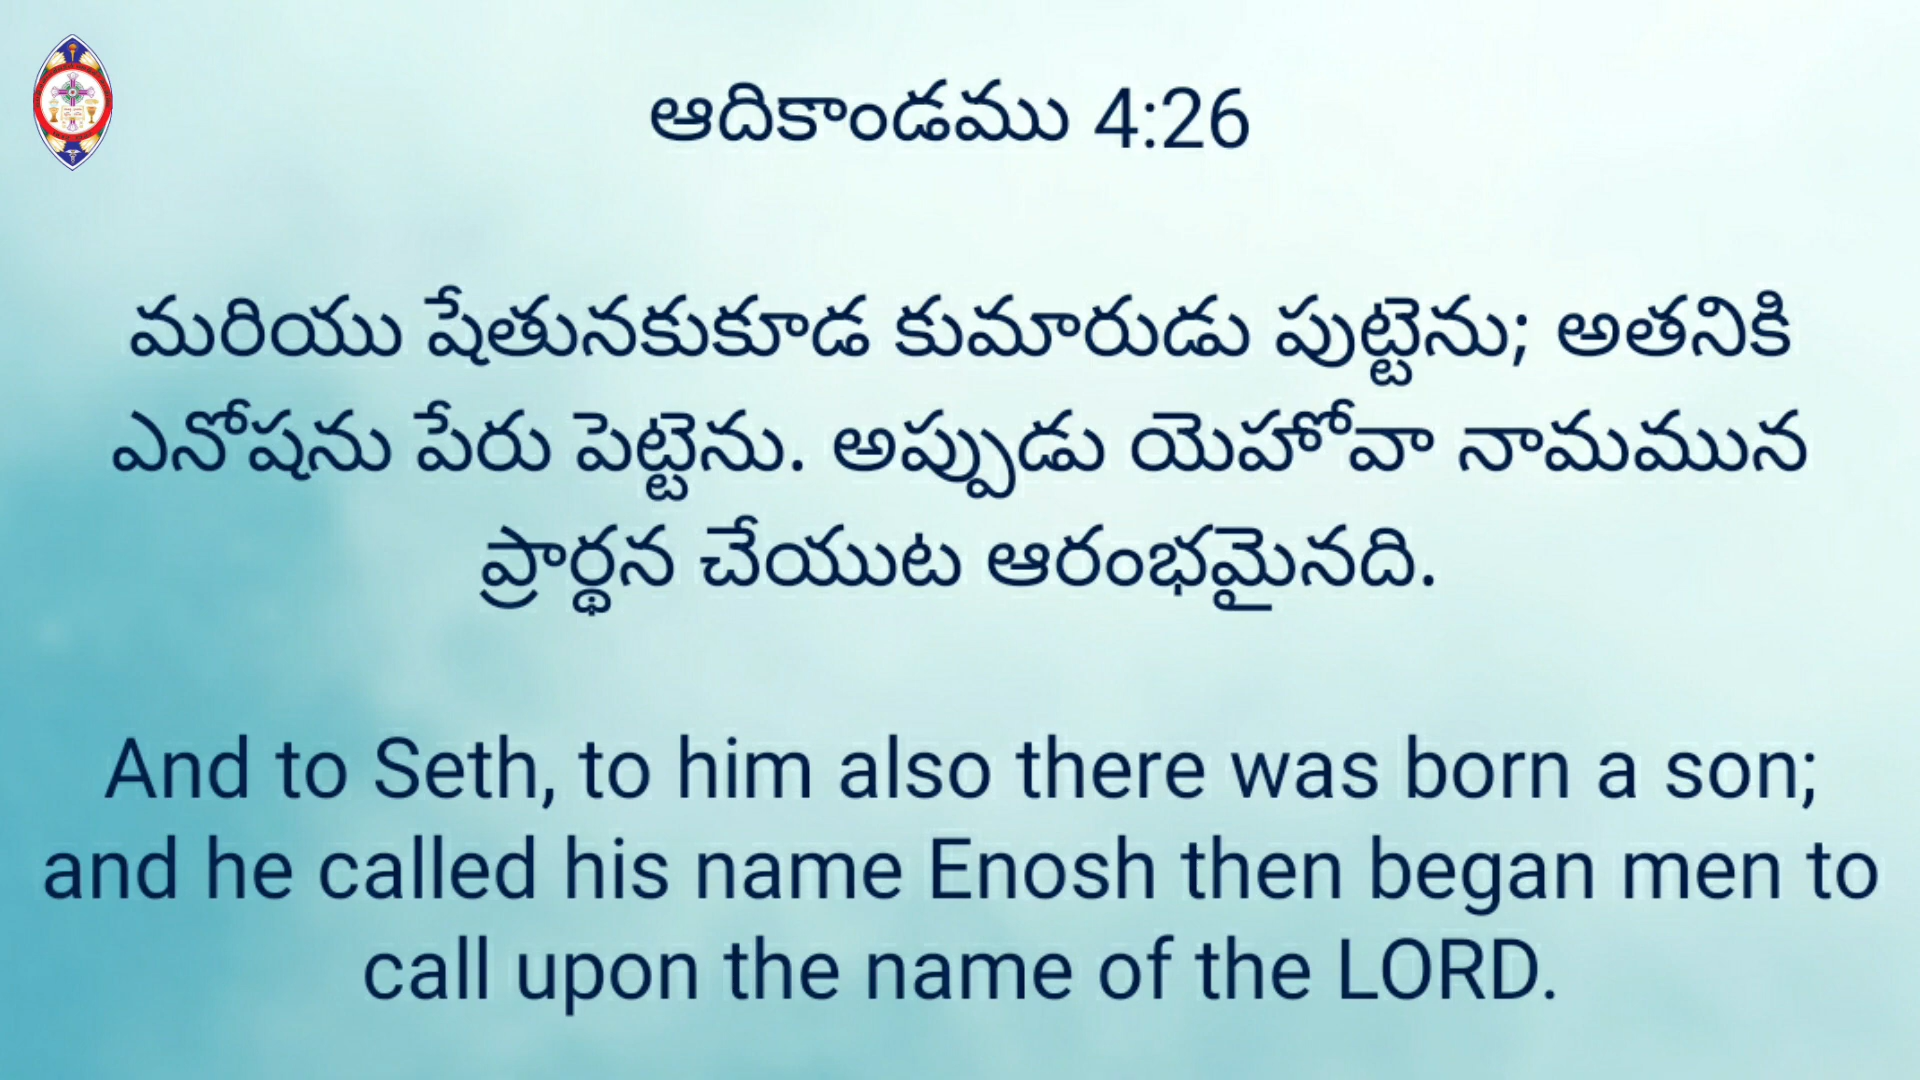 ఆదికాండము 4:26
మరియు షేతునకుకూడ కుమారుడు పుట్టెను; అతనికి
ఎనోషను పేరు పెట్టెను. అప్పుడు యెహోవా నామమున
ప్రార్థన చేయుట ఆరంభమైనది.
And to Seth, to him also there was born a son;
and he called his name Enosh then began men to
call upon the name of the LORD.